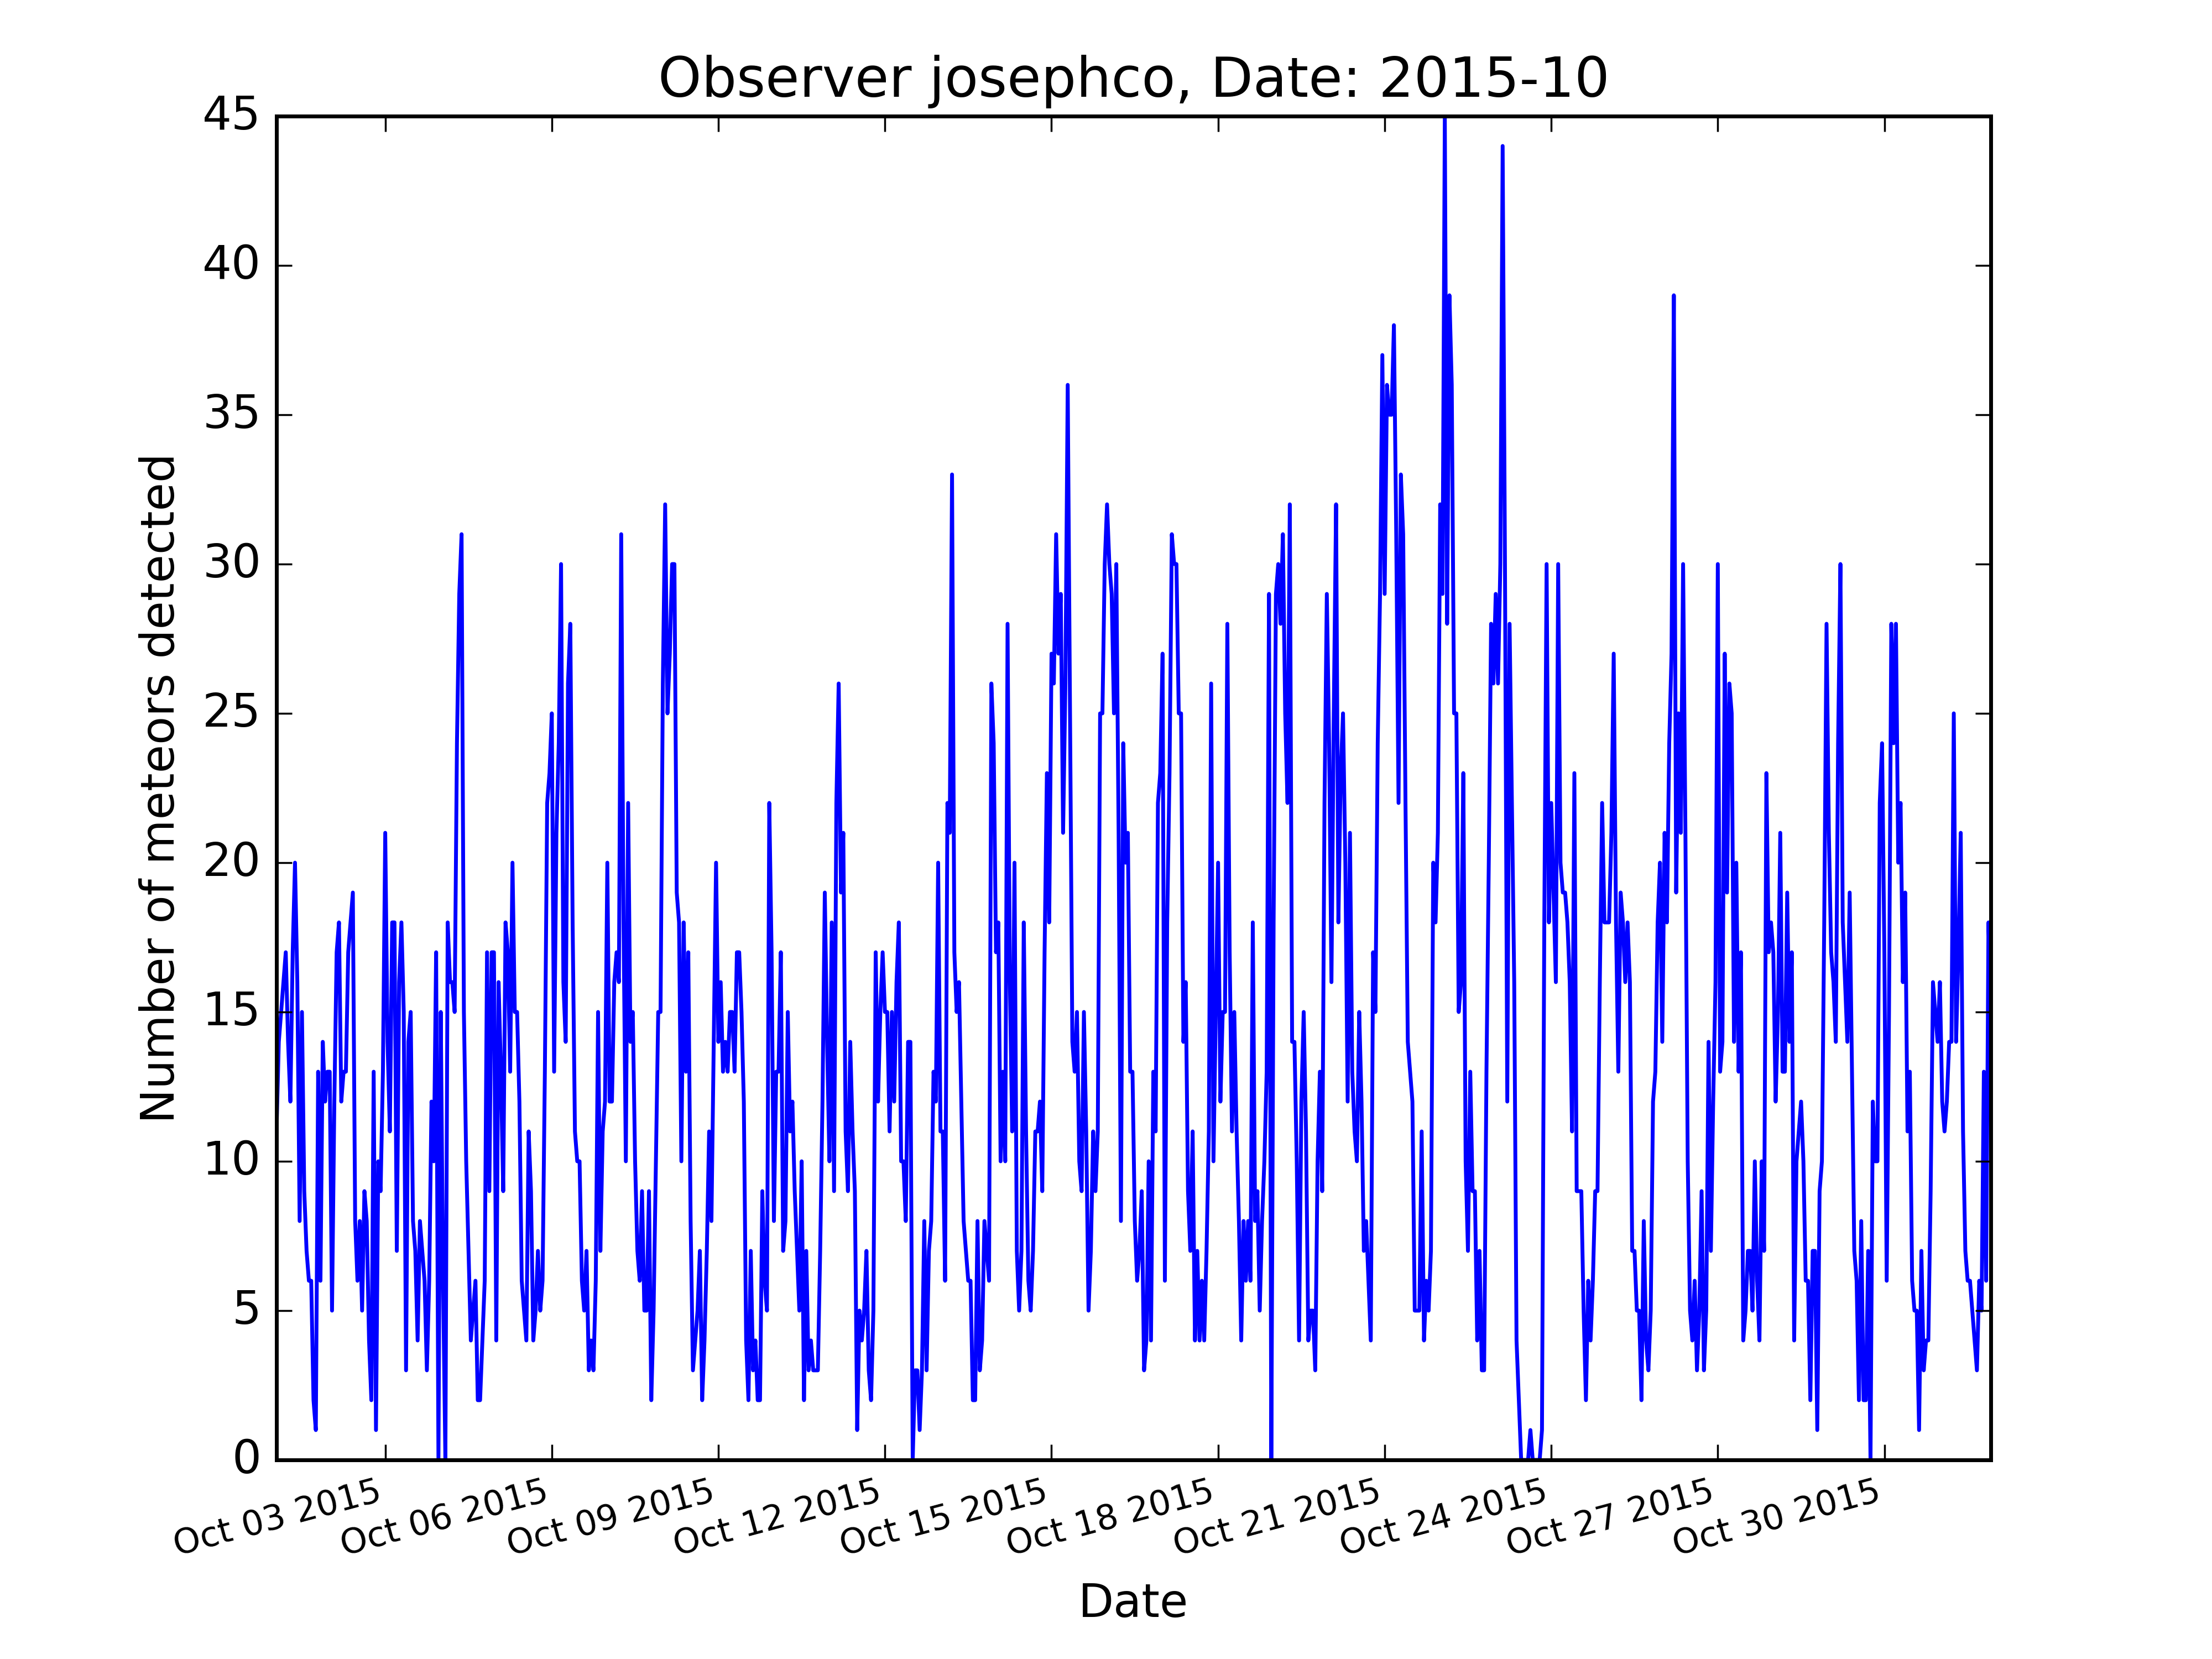 Observer josephco, Date: 2015-10
45
40
35
30
25
20
15
10
5
0
Number of meteors detected
Oct 03 2015
Oct 06 2015
Oct 09 2015
Oct 12 2015
Oct 15 2015
Oct 18 2015
Oct 21 2015
Oct 24 2015
Oct 27 2015
Oct 30 2015
Date